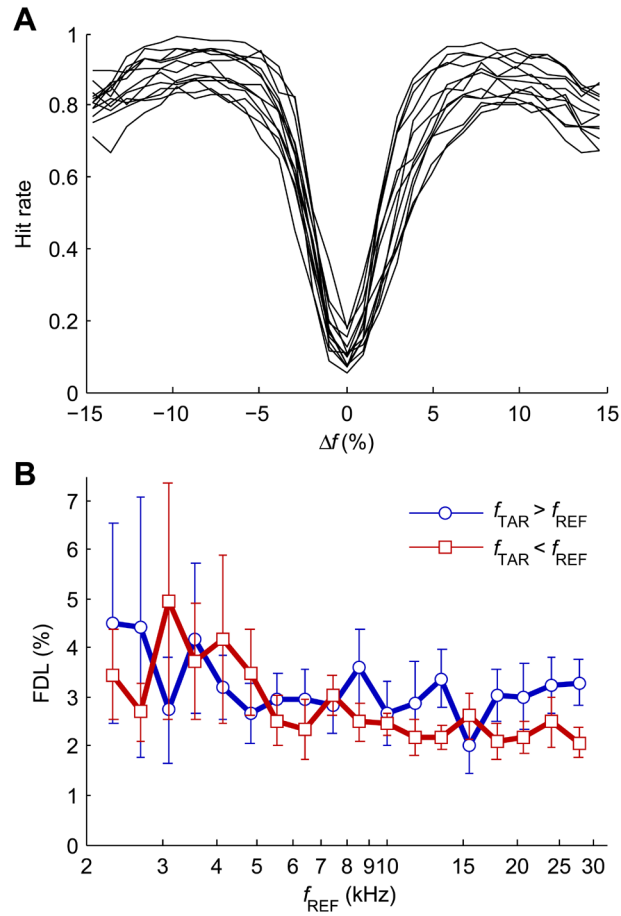 A
1
0.8
0.6
0.4
0.2
0
Hit rate
−15 −10 −5 0 5 10 15
Δf (%)
B
7
6
5
4
3
2
1
0
FDL (%)
fTAR > fREF
fTAR < fREF
2 3 4 5 6 7 8 9 10 15 20 25 30
fREF (kHz)